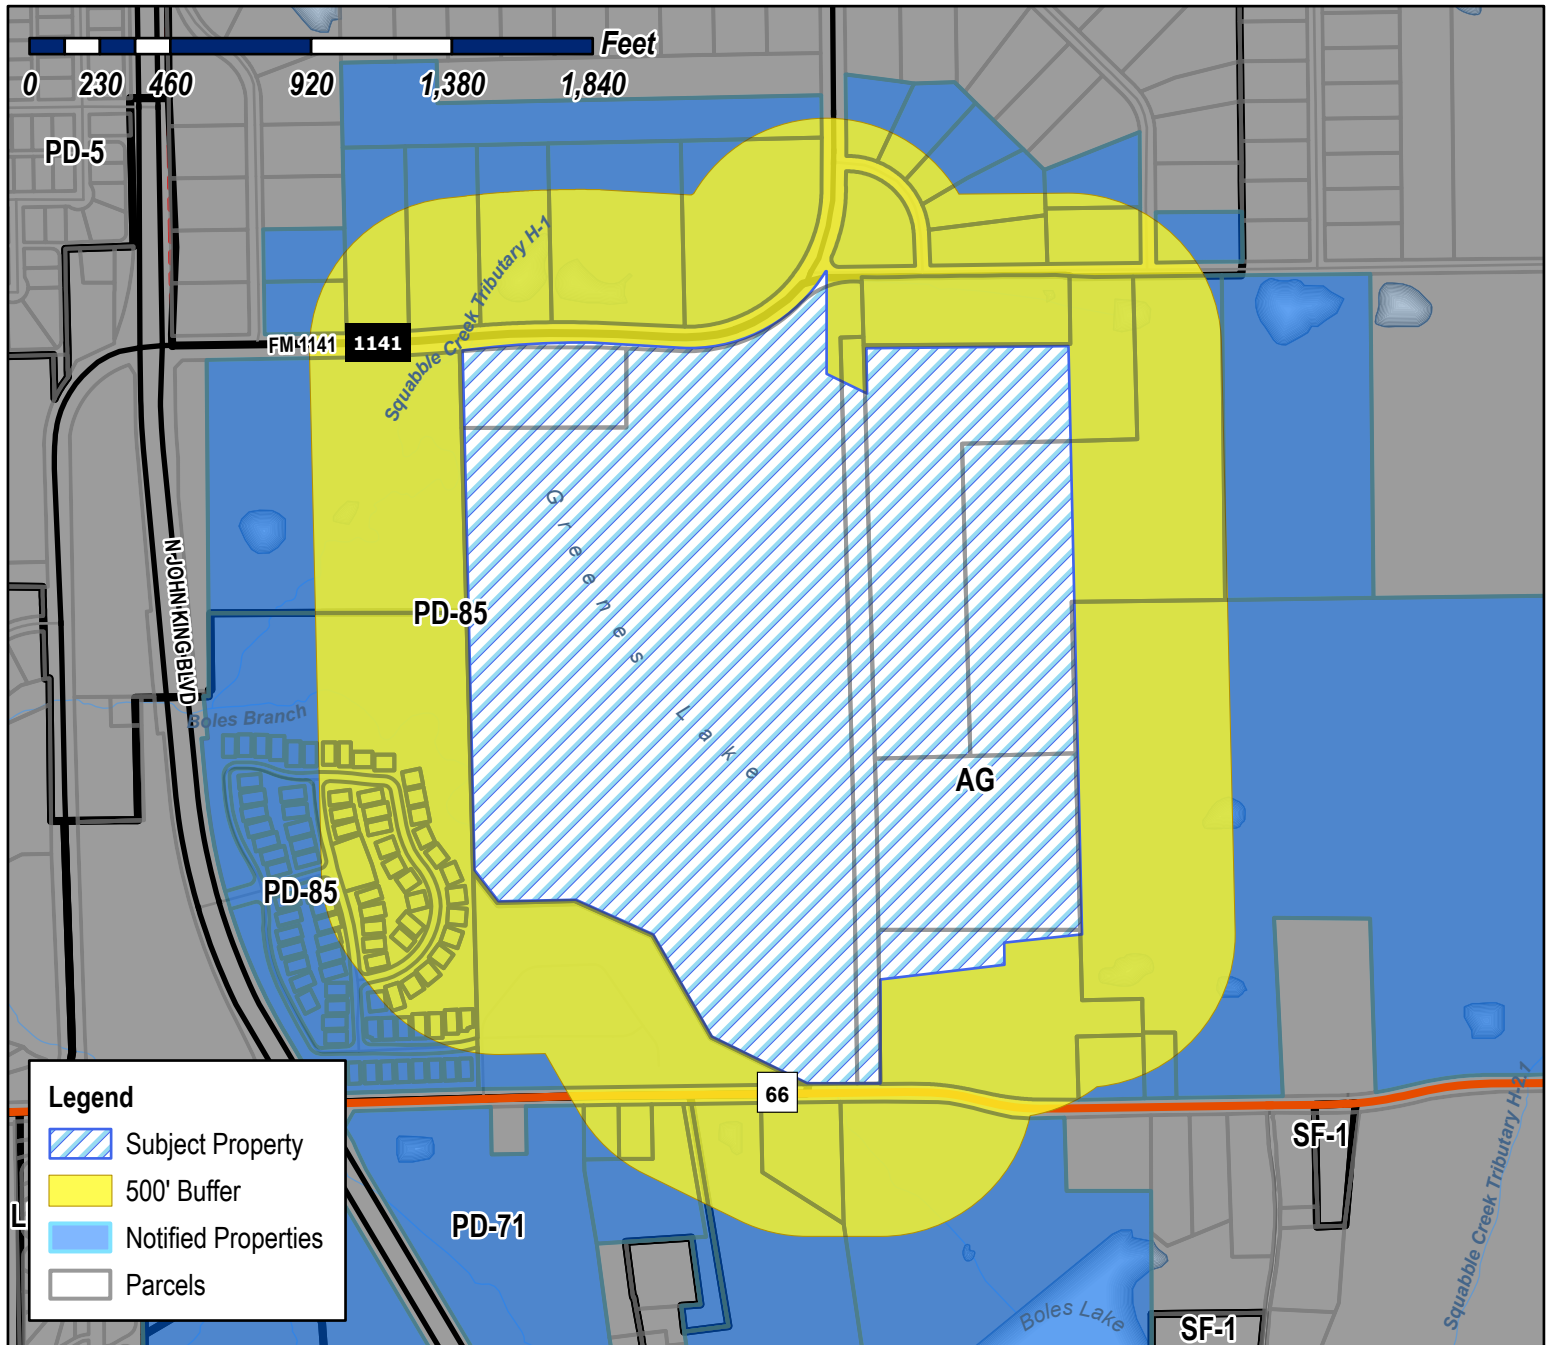 Feet
0 230 460 920 1,380 1,840
PD-5
Squabble Creek Tributary H-1
FM 1141 1141
Greenes Lake
N JOHN KING BLVD
PD-85
Boles Branch
AG
PD-85
66
SF-1
Squabble Creek Tributary H-2.1
PD-71
Boles Lake
SF-1
L
Legend
Subject Property
500' Buffer
Notified Properties
Parcels